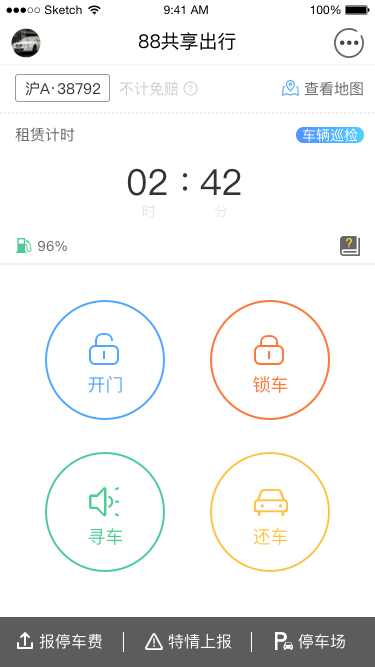 Sketch 9:41 AM 100%
88共享出行
沪A·38792 不计免赔 ? 查看地图
租赁计时 车辆巡检
02 : 42
时 分
96% ?
开门 锁车
寻车 还车
报停车费 特情上报 P 停车场